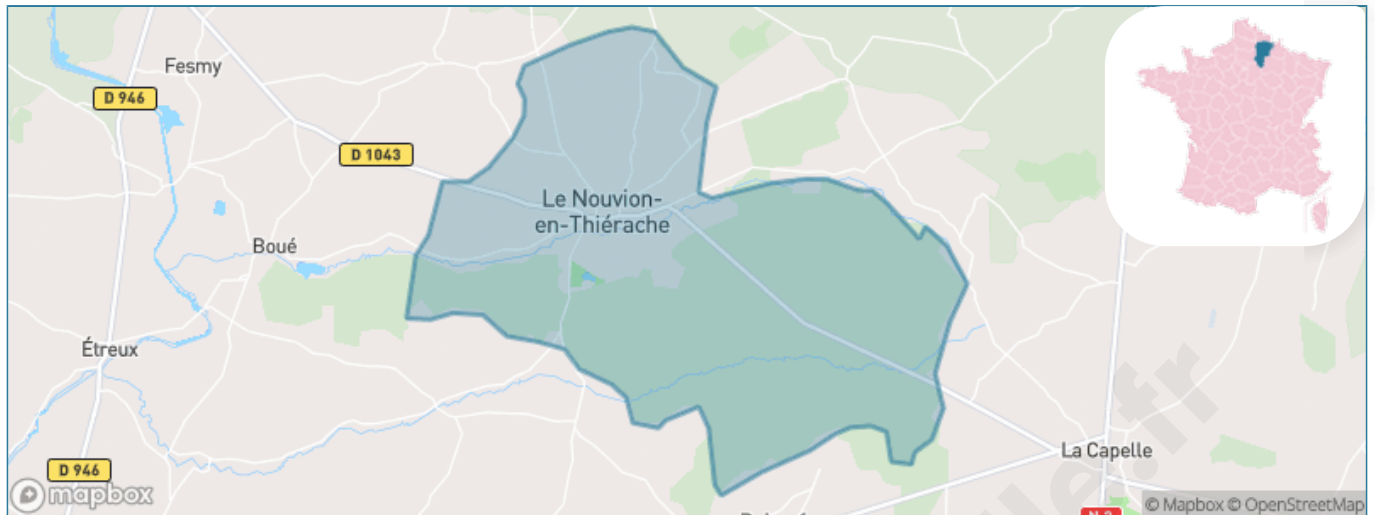 Fesmy
D 946
D 1043
Le Nouvion-
en-Thiérache
Boué
Étreux
La Capelle
D 946
mapbox
© Mapbox © OpenStreetMap